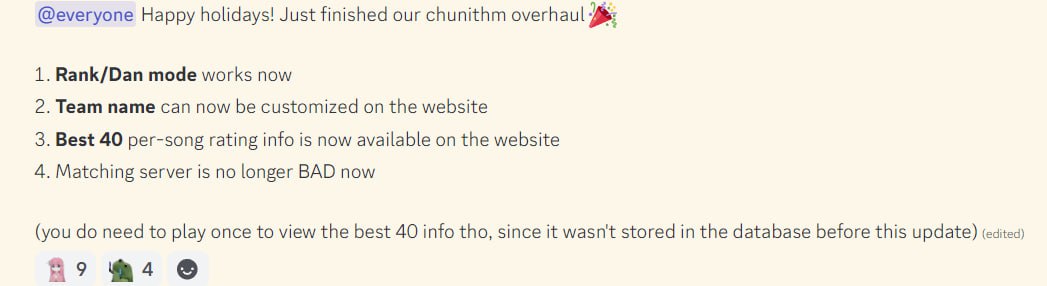 @everyone Happy holidays! Just finished our chunithm overhaul🎉
1. Rank/Dan mode works now
2. Team name can now be customized on the website
3. Best 40 per-song rating info is now available on the website
4. Matching server is no longer BAD now
(you do need to play once to view the best 40 info tho, since it wasn't stored in the database before this update) (edited)
9 4